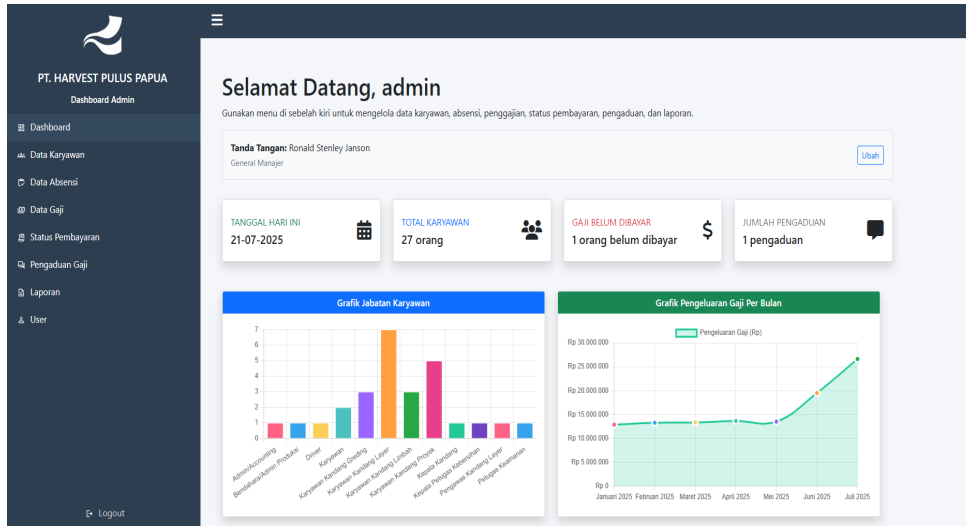 PT. HARVEST PULUS PAPUA
Dashboard Admin
Dashboard
Data Karyawan
Data Absensi
Data Gaji
Status Pembayaran
Pengaduan Gaji
Laporan
User
Logout
Selamat Datang, admin
Gunakan menu di sebelah kiri untuk mengelola data karyawan, absensi, penggajian, status pembayaran, pengaduan, dan laporan.
Tanda Tangan: Ronald Stenley Janson
General Manajer
Ubah
TANGGAL HARI INI
21-07-2025
TOTAL KARYAWAN
27 orang
GAJI BELUM DIBAYAR
1 orang belum dibayar
JUMLAH PENGADUAN
1 pengaduan
Grafik Jabatan Karyawan
7
6
5
4
3
2
1
0
Admin/Accounting
Bendahara/Admin Produksi
Driver
Karyawan
Karyawan Kandang Greding
Karyawan Kandang Layer
Karyawan Kandang Limbah
Karyawan Kandang Proyek
Kepala Kandang
Kepala Petugas Kebersihan
Pengawas Kandang Layer
Petugas Keamanan
Grafik Pengeluaran Gaji Per Bulan
Pengeluaran Gaji (Rp)
Rp 30.000.000
Rp 25.000.000
Rp 20.000.000
Rp 15.000.000
Rp 10.000.000
Rp 5.000.000
Rp 0
Januari 2025 Februari 2025 Maret 2025 April 2025 Mei 2025 Juni 2025 Juli 2025